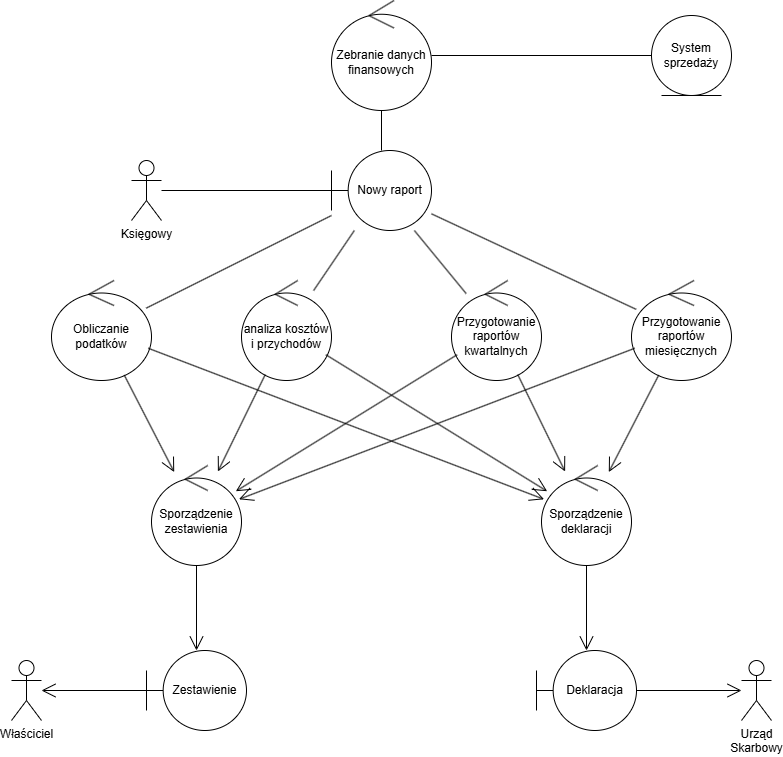 Zebranie danych
finansowych
System
sprzedaży
Nowy raport
Księgowy
Obliczanie
podatków
analiza kosztów
i przychodów
Przygotowanie
raportów
kwartalnych
Przygotowanie
raportów
miesięcznych
Sporządzenie
zestawienia
Sporządzenie
deklaracji
Właściciel
Zestawienie
Deklaracja
Urząd
Skarbowy